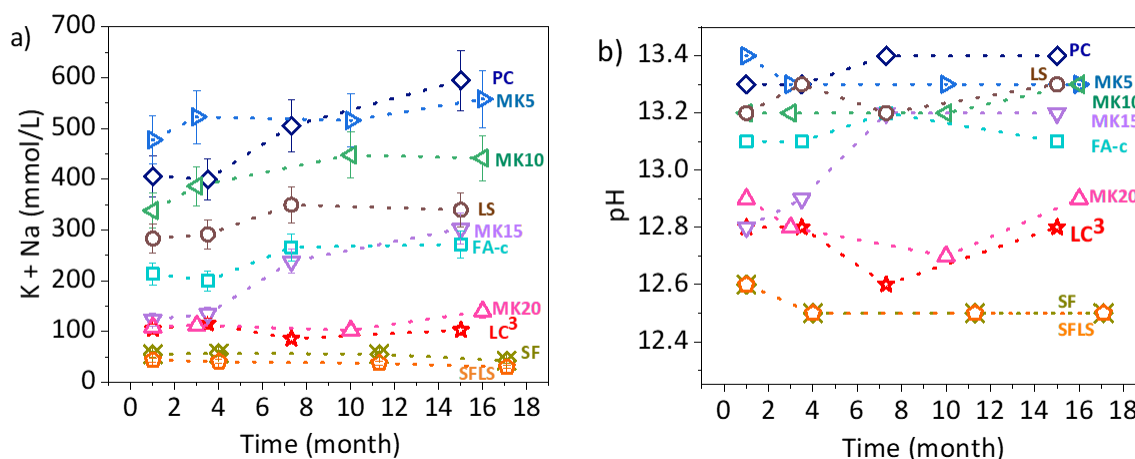 a)
K + Na (mmol/L)
700
600
500
400
300
200
100
0
PC
MK5
MK10
LS
MK15
FA-c
MK20
LC³
SF
SFLS
0 2 4 6 8 10 12 14 16 18
Time (month)
b)
pH
13.4
13.2
13.0
12.8
12.6
12.4
PC
LS
MK5
MK10
MK15
FA-c
MK20
LC³
SF
SFLS
0 2 4 6 8 10 12 14 16 18
Time (month)